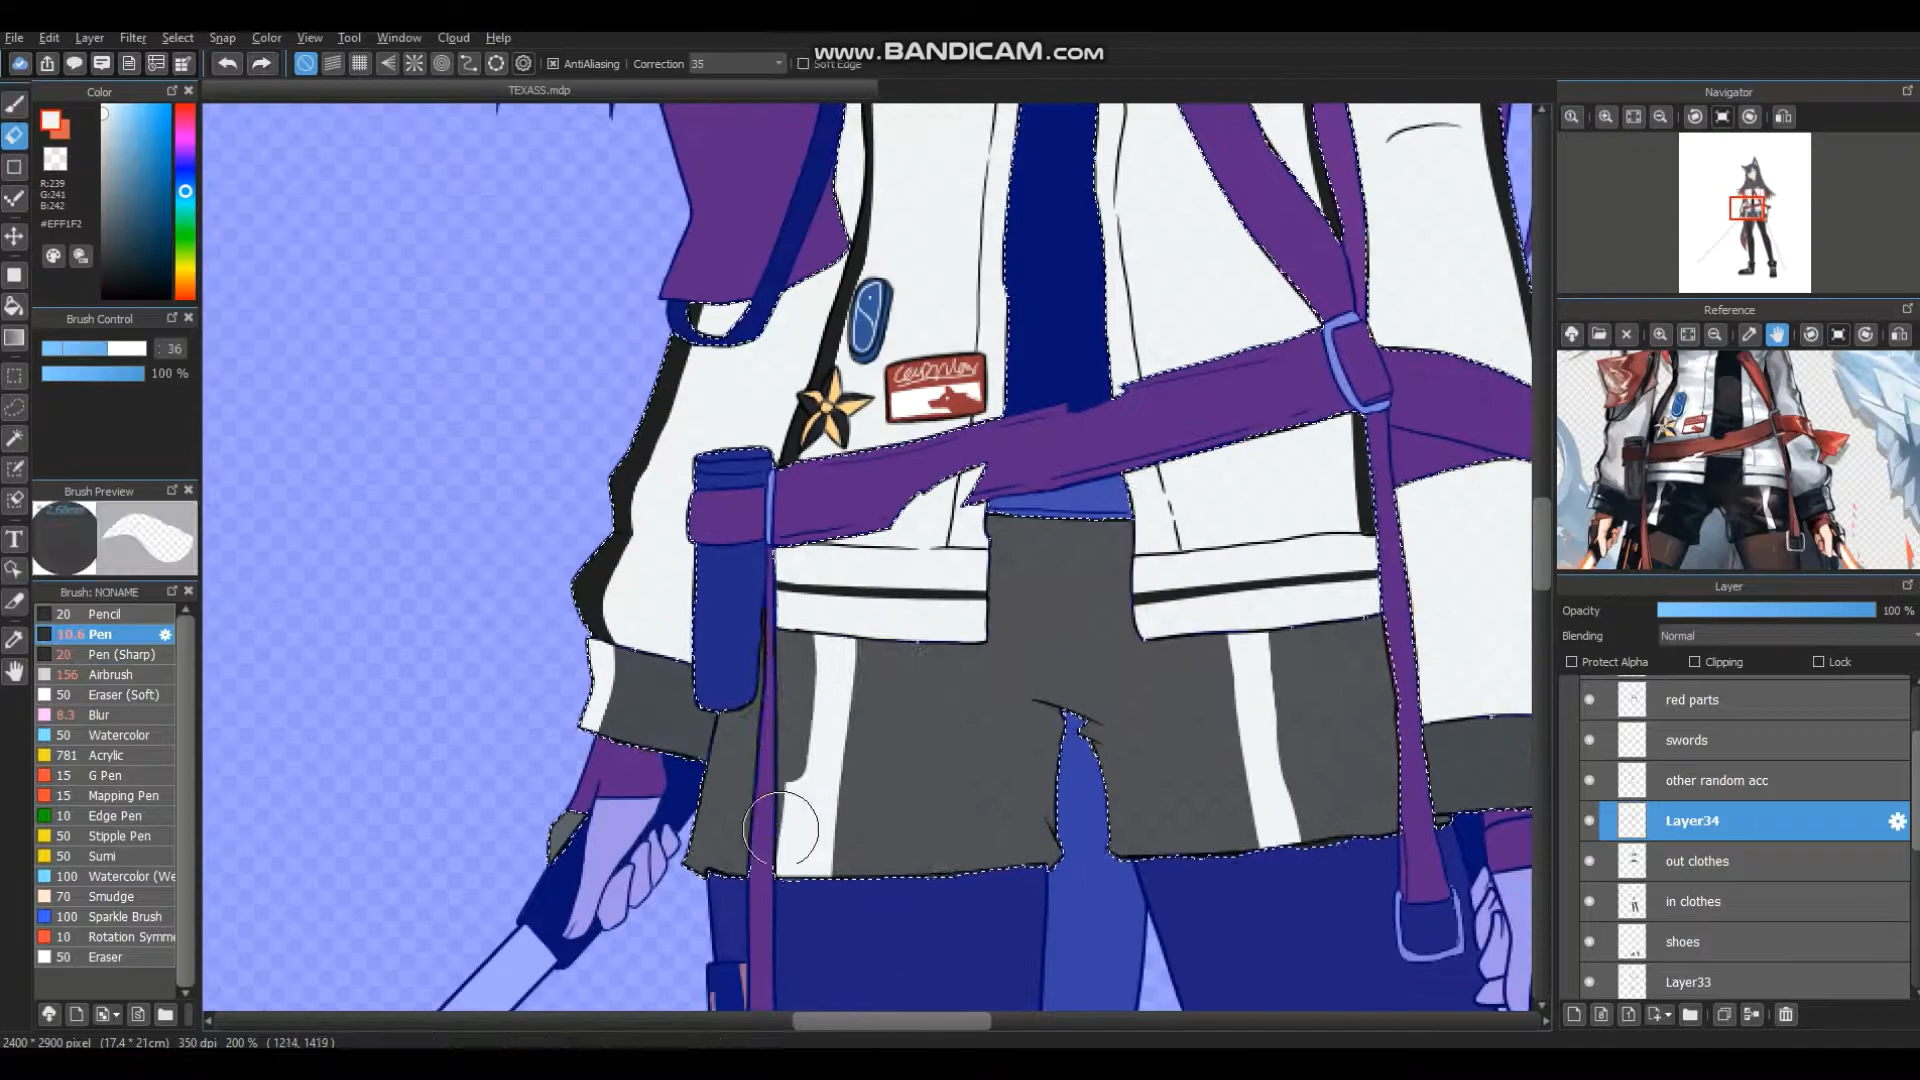 File Edit Layer Filter Select Snap Color View Tool Window Cloud Help
www.BANDICAM.com
AntiAliasing Correction 35 Soft Edge
Color
TEXASS.mdp
Navigator
R:239
G:241
B:242
#EFF1F2
Brush Control
36
100 %
Reference
Brush Preview
Brush: NONAME
20 Pencil
10.6 Pen
20 Pen (Sharp)
156 Airbrush
50 Eraser (Soft)
8.3 Blur
50 Watercolor
781 Acrylic
15 G Pen
15 Mapping Pen
10 Edge Pen
50 Stipple Pen
50 Sumi
100 Watercolor (We
70 Smudge
100 Sparkle Brush
10 Rotation Symme
50 Eraser
Layer
Opacity 100 %
Blending Normal
Protect Alpha Clipping Lock
red parts
swords
other random acc
Layer34
out clothes
in clothes
shoes
Layer33
2400 * 2900 pixel (17.4 * 21cm) 350 dpi 200 % ( 1214, 1419 )